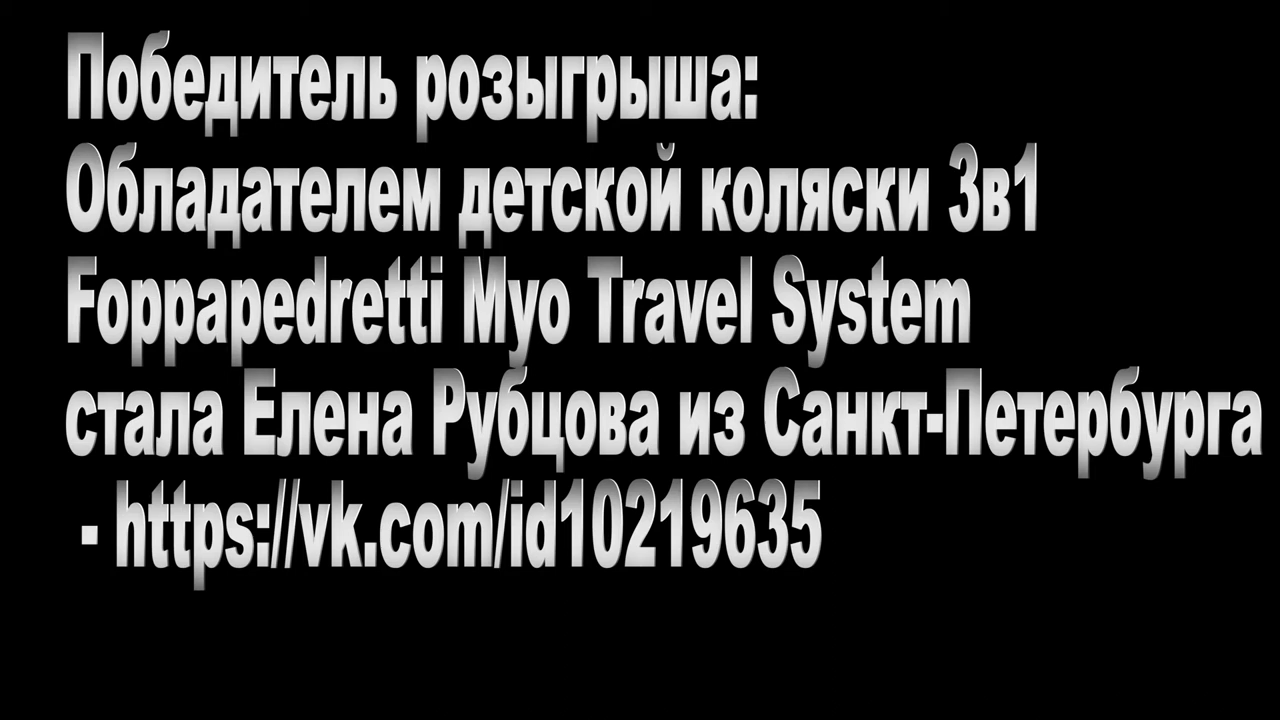 Победитель розыгрыша:
Обладателем детской коляски 3в1
Foppapedretti Myo Travel System
стала Елена Рубцова из Санкт-Петербурга
- https://vk.com/id10219635